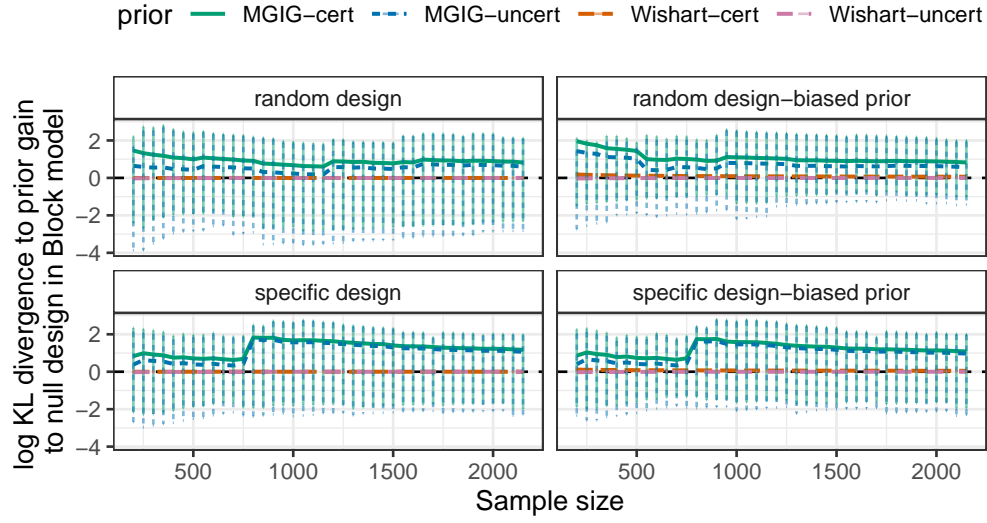 prior MGIG−cert MGIG−uncert Wishart−cert Wishart−uncert
log KL divergence to prior gain
to null design in Block model
random design
random design−biased prior
2
0
−2
−4
specific design
specific design−biased prior
2
0
−2
−4
500 1000 1500 2000
500 1000 1500 2000
Sample size